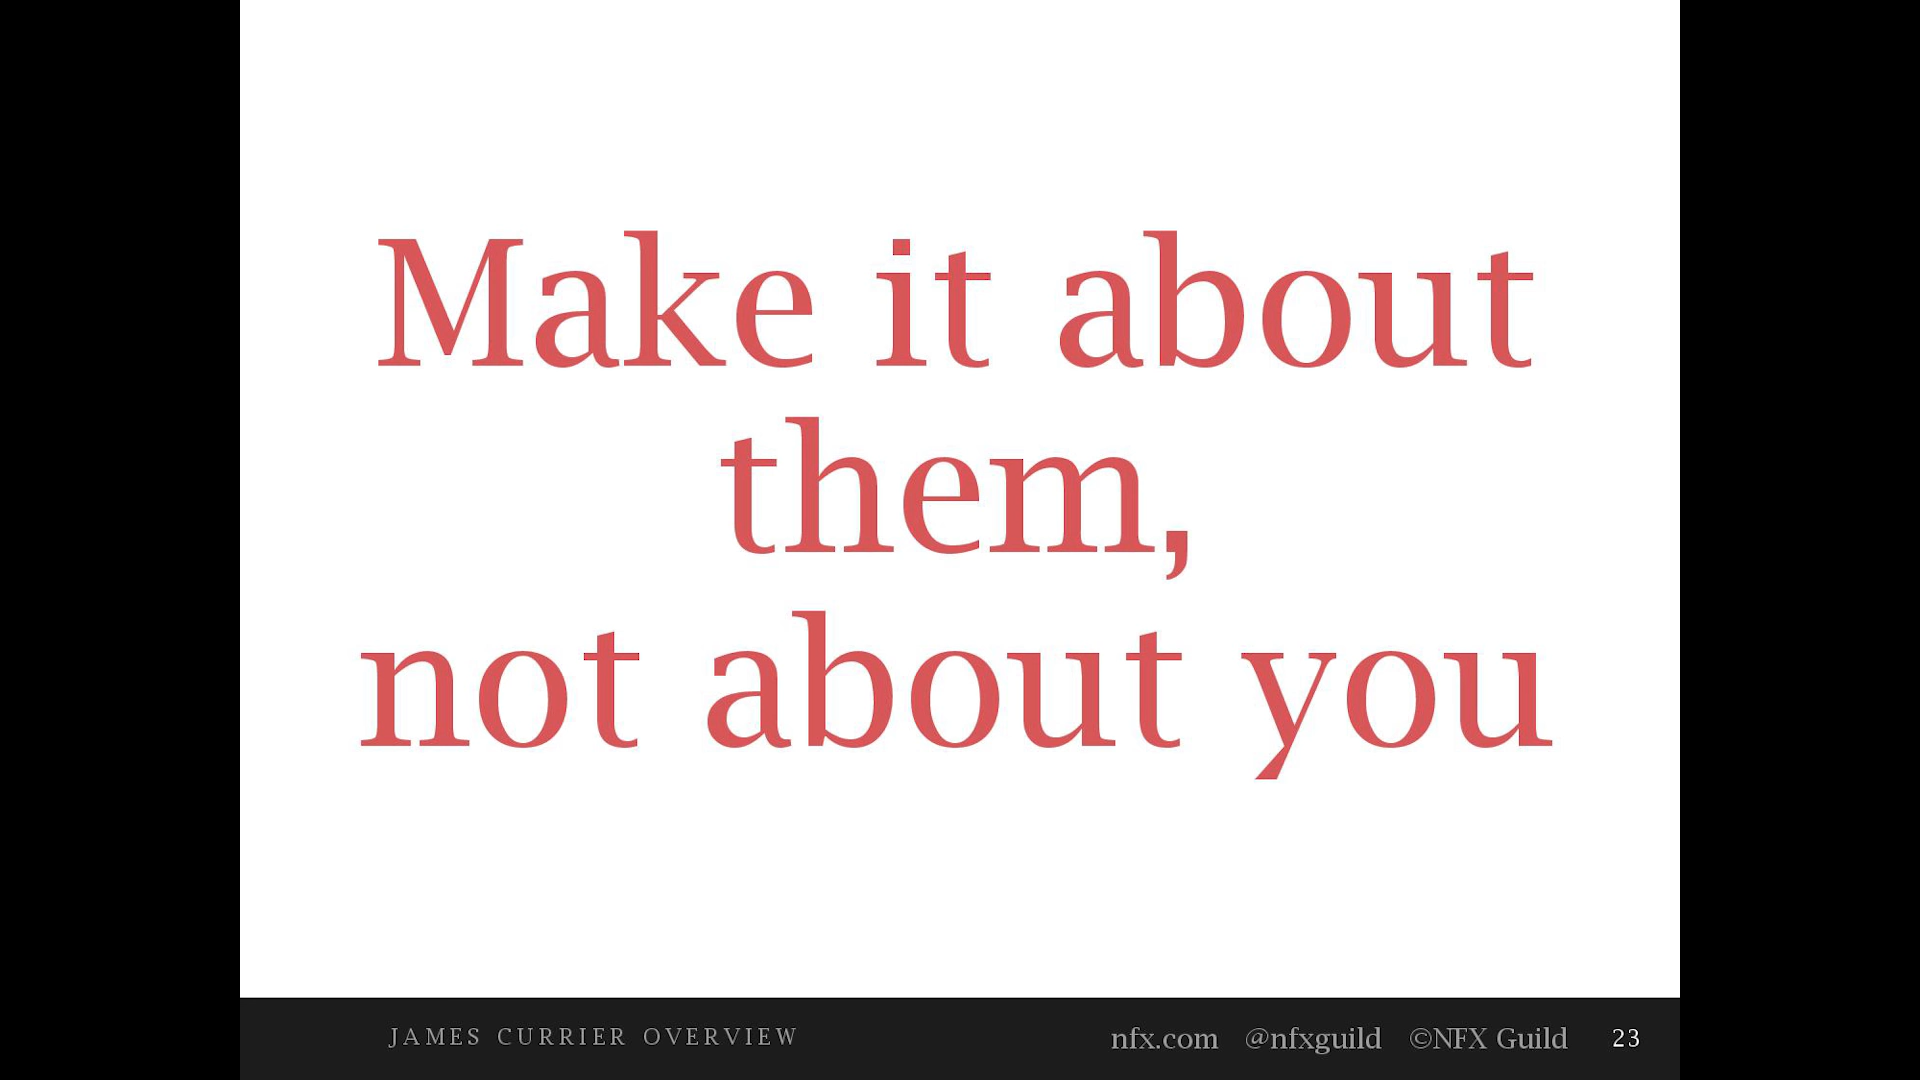 Make it about
them,
not about you
JAMES CURRIER OVERVIEW nfx.com @nfxguild ©NFX Guild 23